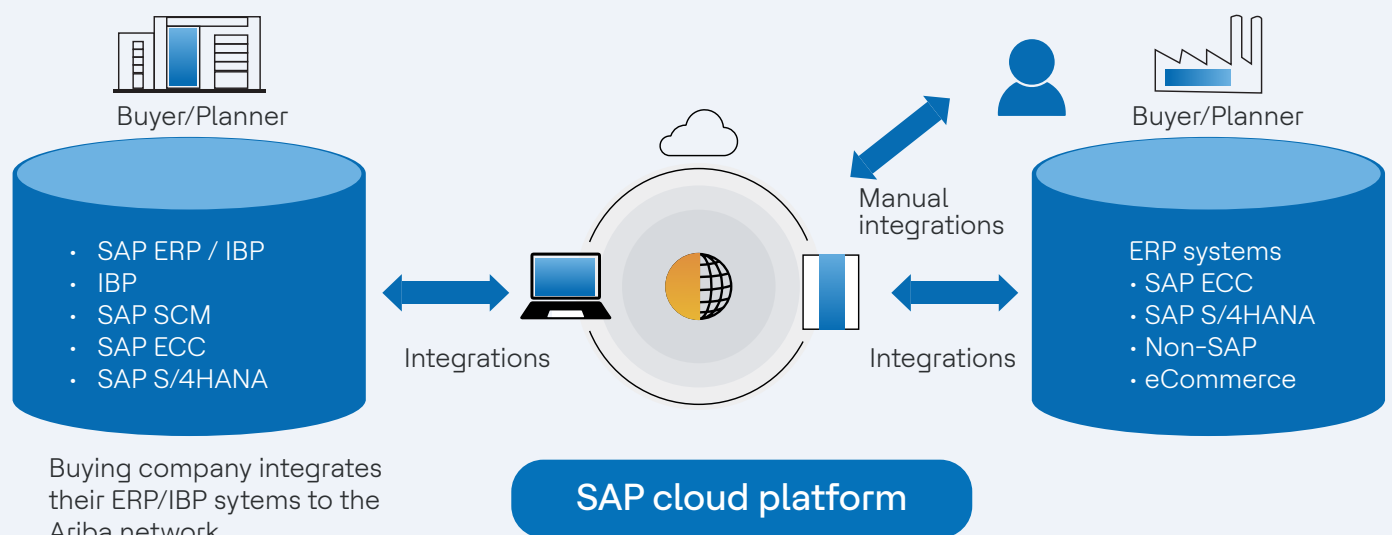 Buyer/Planner
• SAP ERP / IBP
• IBP
• SAP SCM
• SAP ECC
• SAP S/4HANA
Buying company integrates
their ERP/IBP sytems to the
Ariba network
Integrations
SAP cloud platform
Manual
integrations
Integrations
Buyer/Planner
ERP systems
• SAP ECC
• SAP S/4HANA
• Non-SAP
• eCommerce